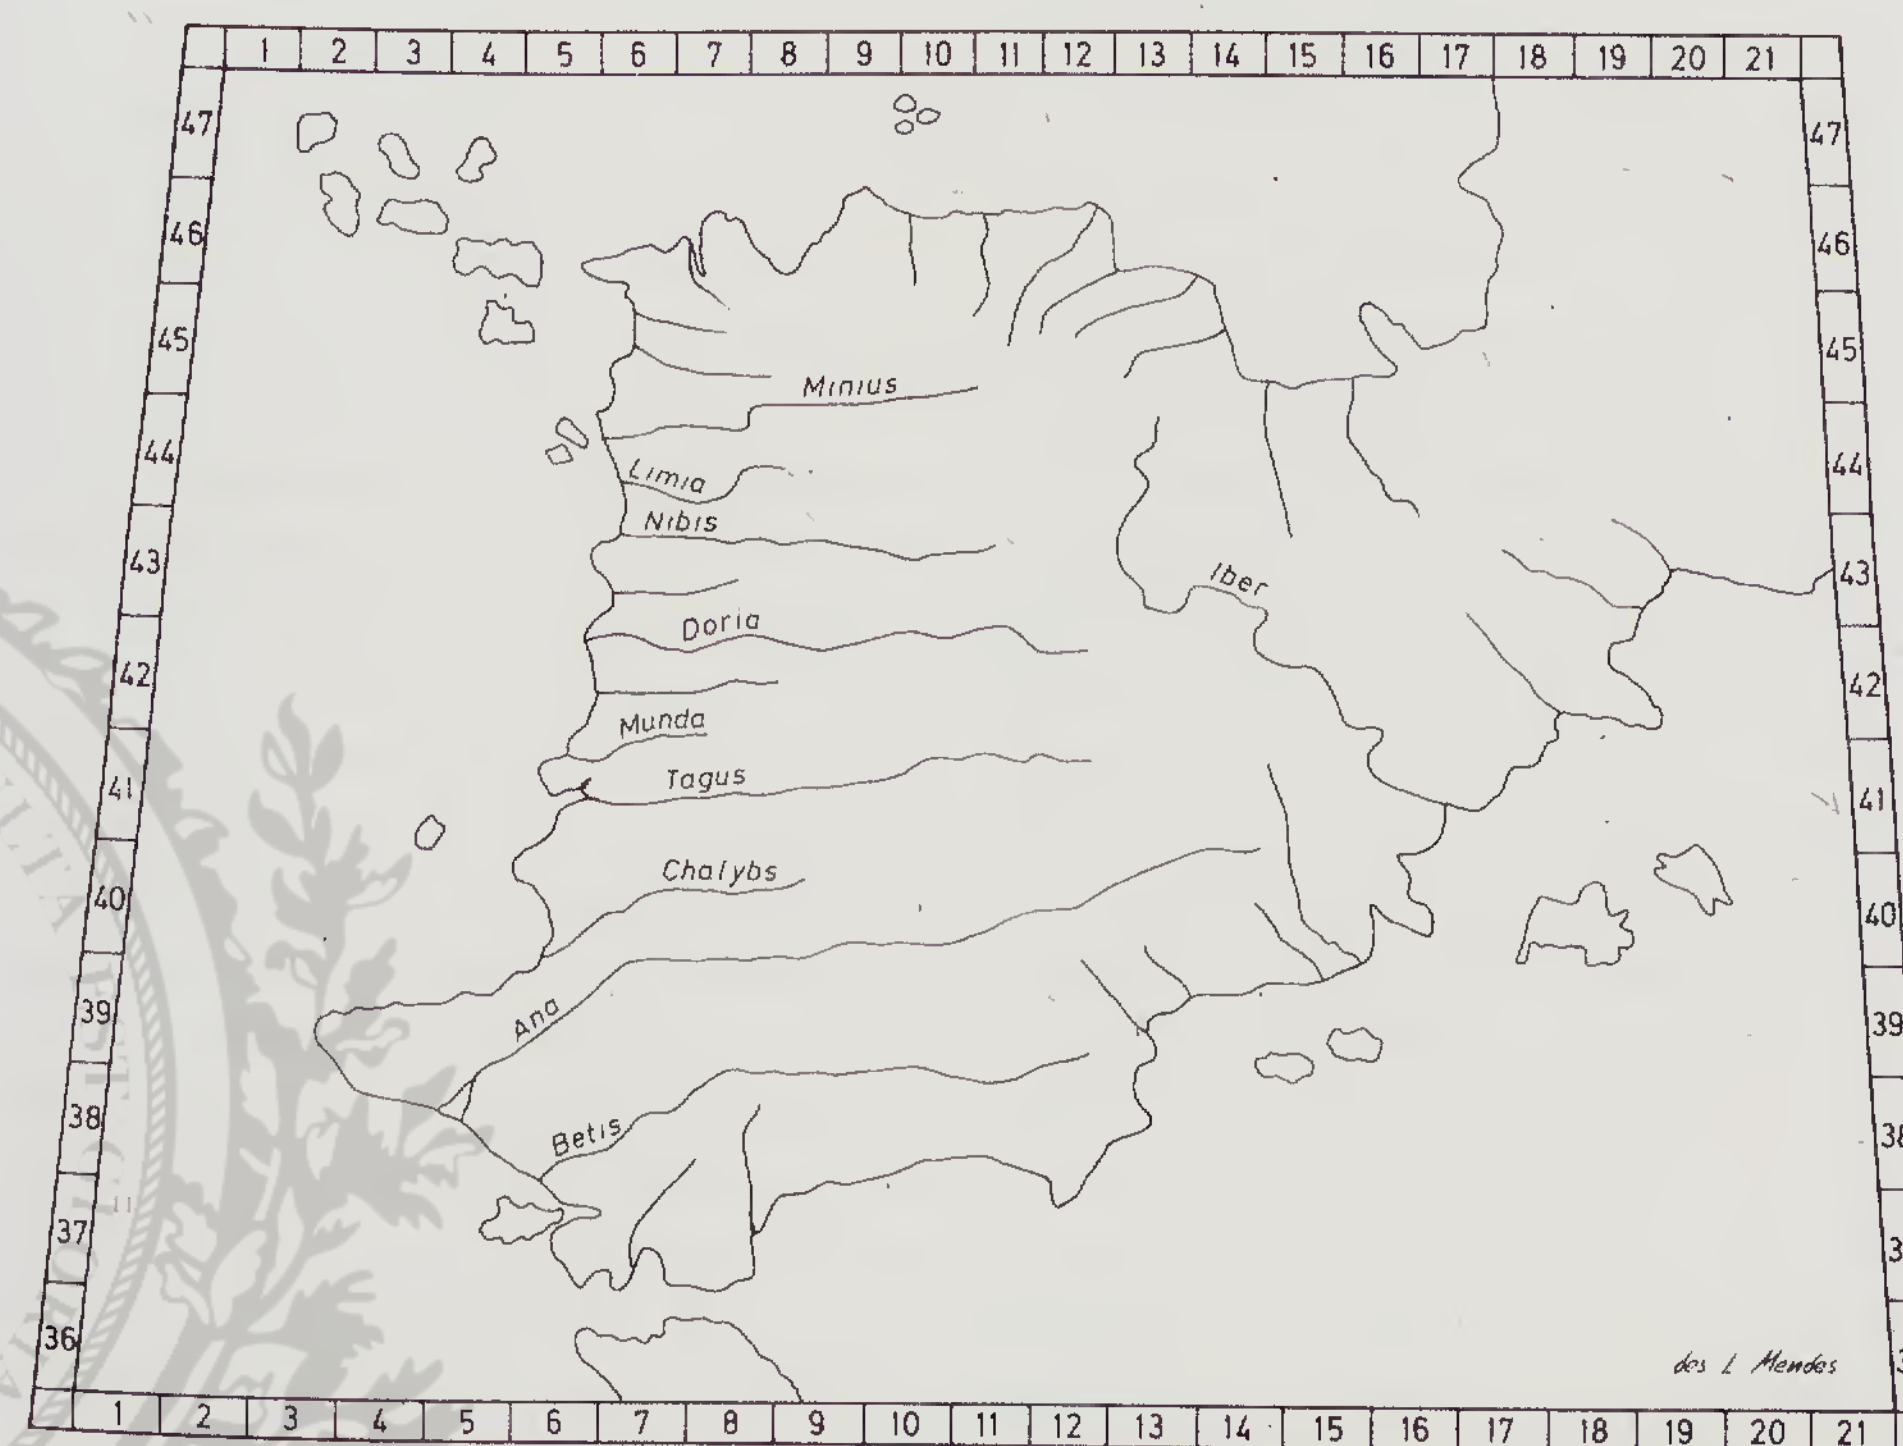 1 2 3 4 5 6 7 8 9 10 11 12 13 14 15 16 17 18 19 20 21
47 47
46 46
45 45
Minius
44 44
Limia
Nibis
43 Iber 43
Doria
42 42
Munda
41 Tagus 41
Chalybs
40 40
39 Ana 39
38 Betis 38
37
36
des L Mendes
1 2 3 4 5 6 7 8 9 10 11 12 13 14 15 16 17 18 19 20 21